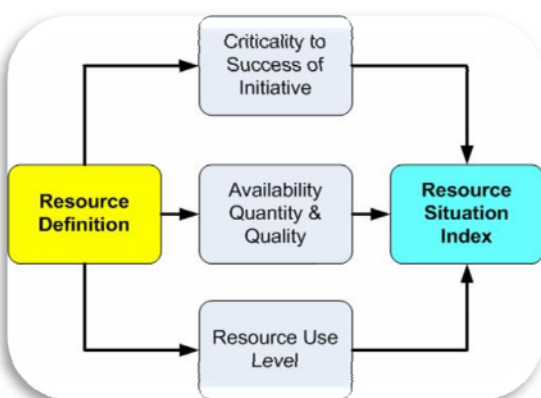 Criticality to
Success of
Initiative
Resource
Definition
Availability
Quantity &
Quality
Resource
Situation
Index
Resource Use
Level